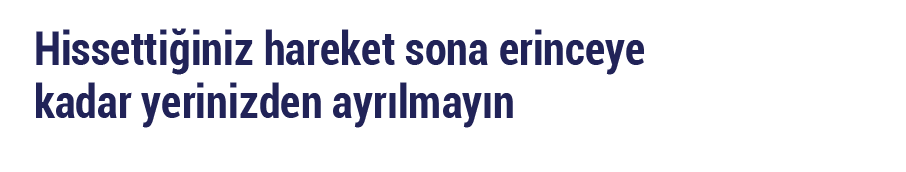 Hissettiğiniz hareket sona erinceye
kadar yerinizden ayrılmayın